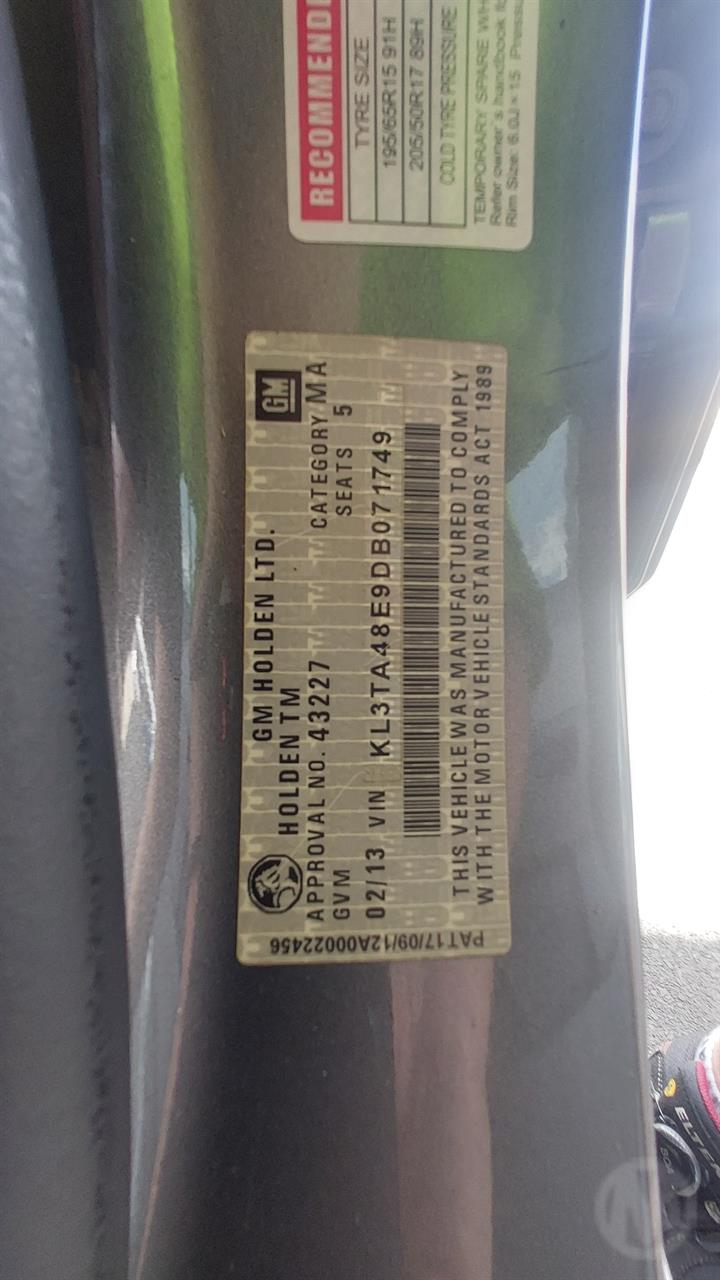 RECOMMENDE
TYRE SIZE
195/65R15 91H
205/50R17 89H
COLD TYRE PRESSURE
TEMPORARY SPARE WH
Refer owner's handbook fo
Rim Size: 6.0J × 15 Pressu
GM
GM HOLDEN LTD.
HOLDEN TM
APPROVAL NO. 43227 CATEGORY MA
GVM SEATS 5
02/13 VIN KL3TA48E9DB071749
THIS VEHICLE WAS MANUFACTURED TO COMPLY
WITH THE MOTOR VEHICLE STANDARDS ACT 1989
PAT17/09/12A00022456